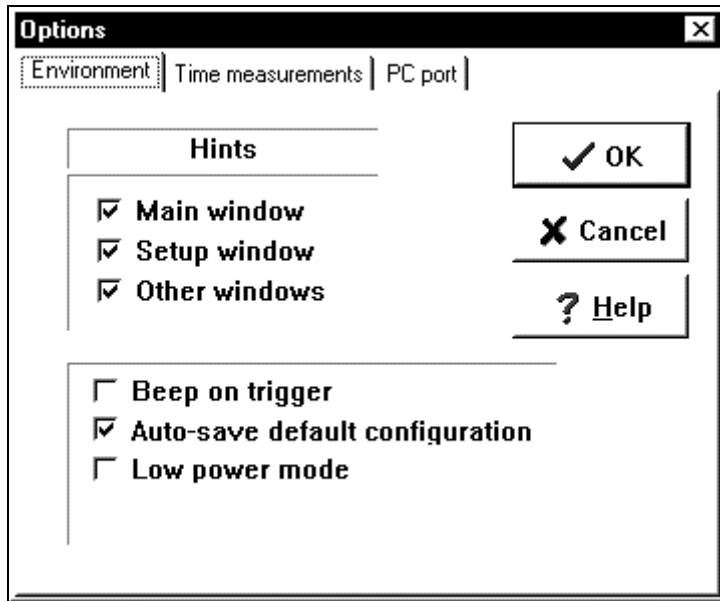 Options
Environment Time measurements PC port
Hints
Main window
Setup window
Other windows
OK
Cancel
Help
Beep on trigger
Auto-save default configuration
Low power mode